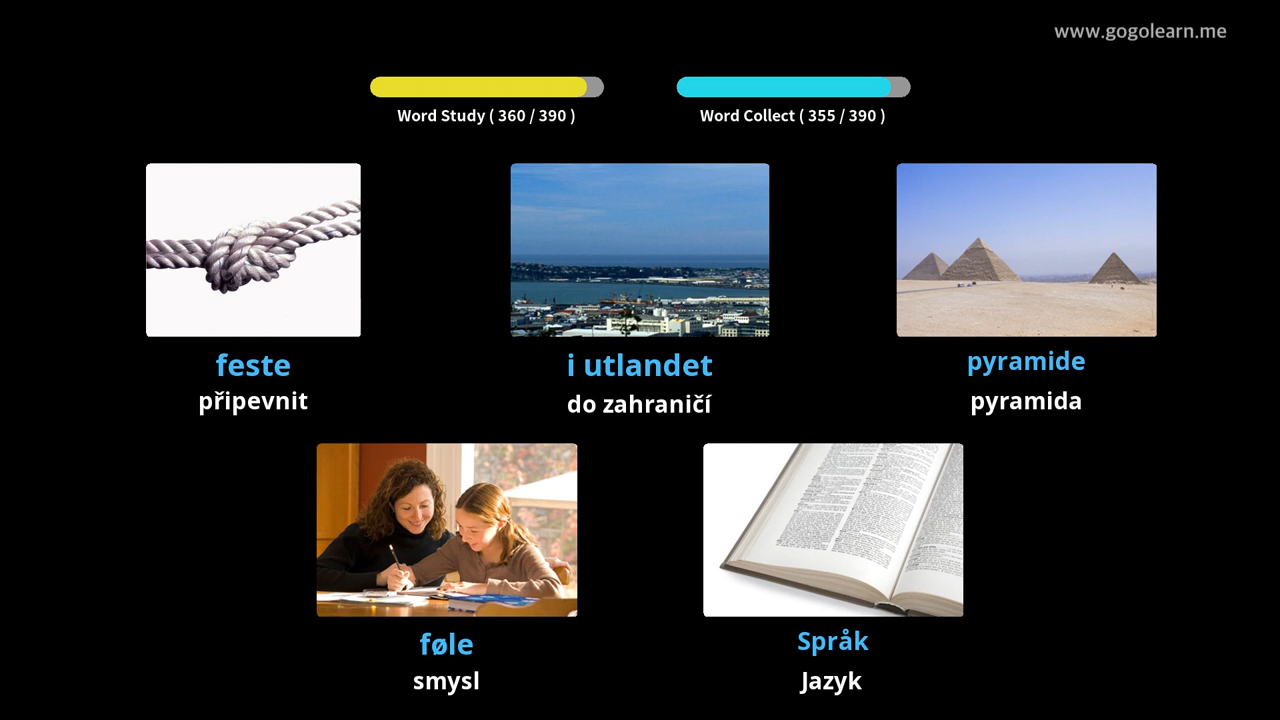 www.gogolearn.me
Word Study ( 360 / 390 )
Word Collect ( 355 / 390 )
feste
připevnit
i utlandet
do zahraničí
pyramide
pyramida
føle
smysl
Språk
Jazyk